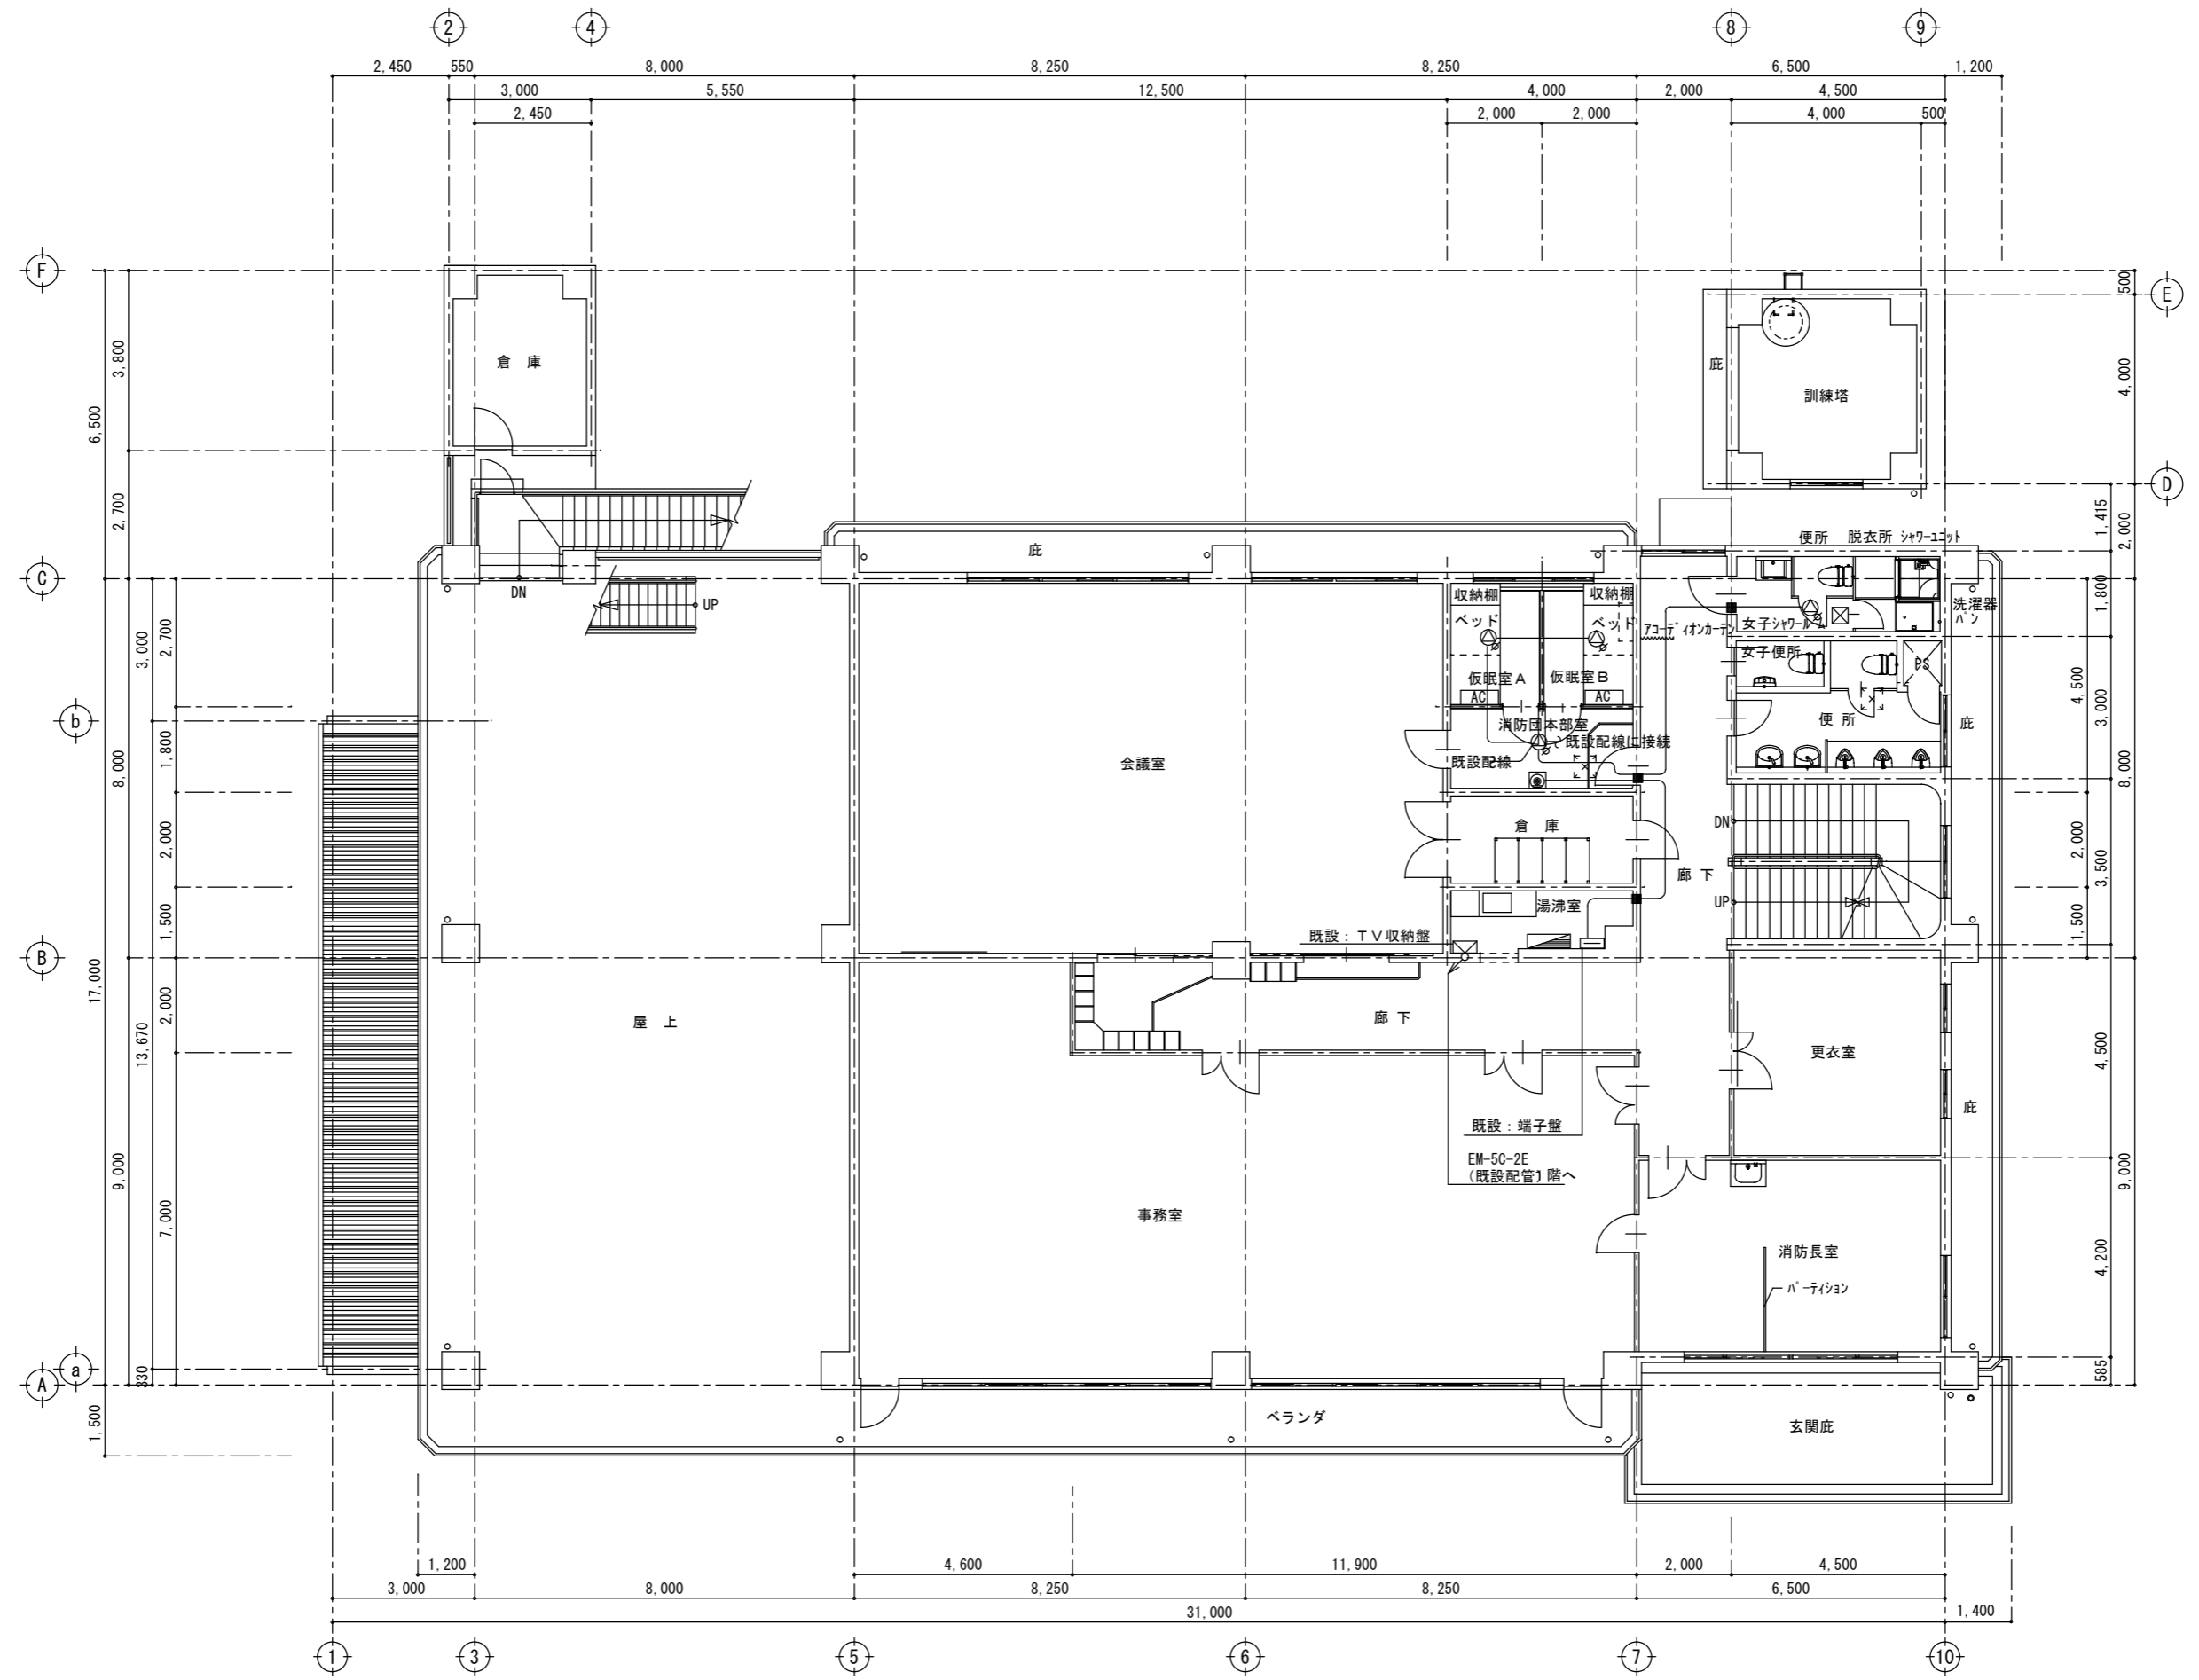 2 4 8 9
2,450 550 8,000 8,250 8,250 6,500 1,200
3,000 5,550 12,500 4,000 2,000 4,500
2,450 2,000 2,000 4,000 500
F
E
D
C
b
B
a
A
6,500
3,800
2,700
17,000
8,000
9,000
1,500
3,000
13,670
330
2,700
1,800
2,000
1,500
2,000
7,000
500
4,000
2,000
8,000
9,000
1,415
1,800
3,000
3,500
4,500
4,200
585
4,500
2,000
1,500
倉 庫
庇
訓練塔
庇
便所 脱衣所 シャワーユニット
DN
UP
収納棚 収納棚
ベッド ベッド
アコーディオンカーテン
女子シャワールーム
洗濯器
パン
女子便所
PS
仮眠室A 仮眠室B
AC AC
消防団本部室
既設配線に接続
既設配線
便 所
庇
会議室
倉 庫
DN
廊 下
UP
湯沸室
既設：TV収納盤
屋 上
廊 下
更衣室
庇
既設：端子盤
EM-5C-2E
(既設配管)1階へ
事務室
消防長室
パーティション
ベランダ
玄関庇
1,200 4,600 11,900 2,000 4,500
3,000 8,000 8,250 8,250 6,500
31,000 1,400
1 3 5 6 7 10